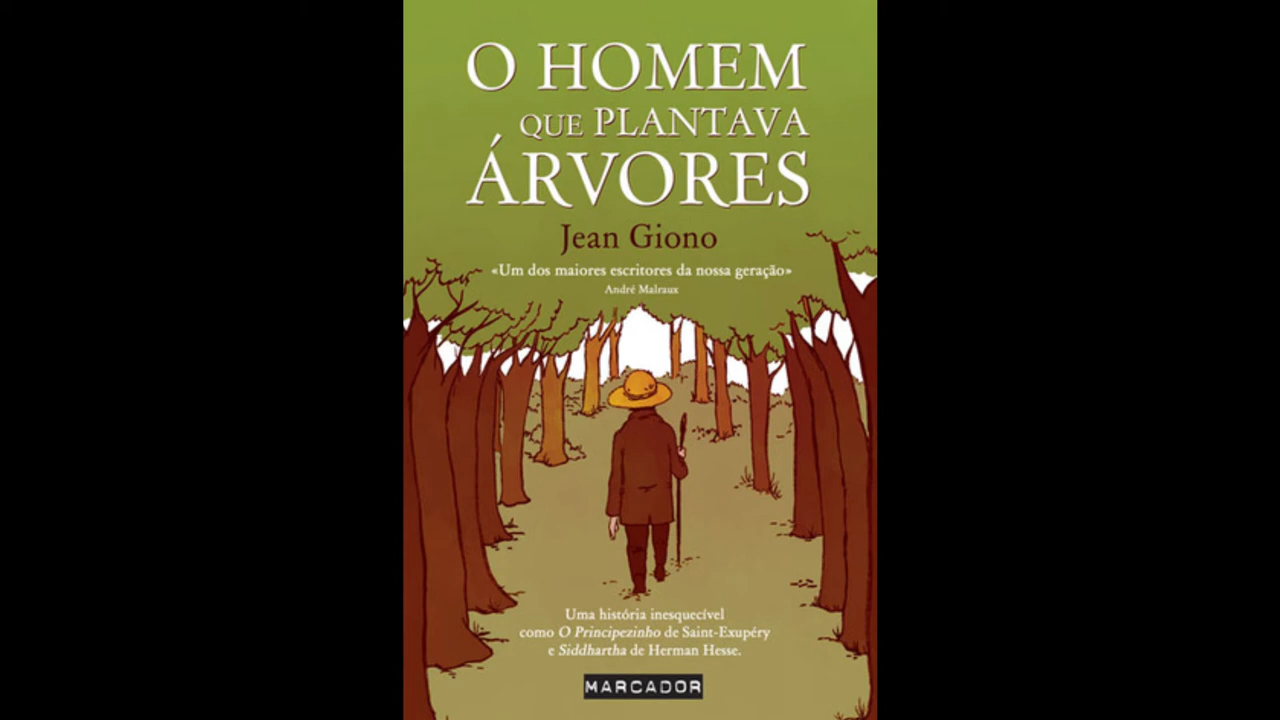 O HOMEM
QUE PLANTAVA
ÁRVORES
Jean Giono
«Um dos maiores escritores da nossa geração»
André Malraux
Uma história inesquecível
como O Principezinho de Saint-Exupéry
e Siddhartha de Herman Hesse.
MARCADOR